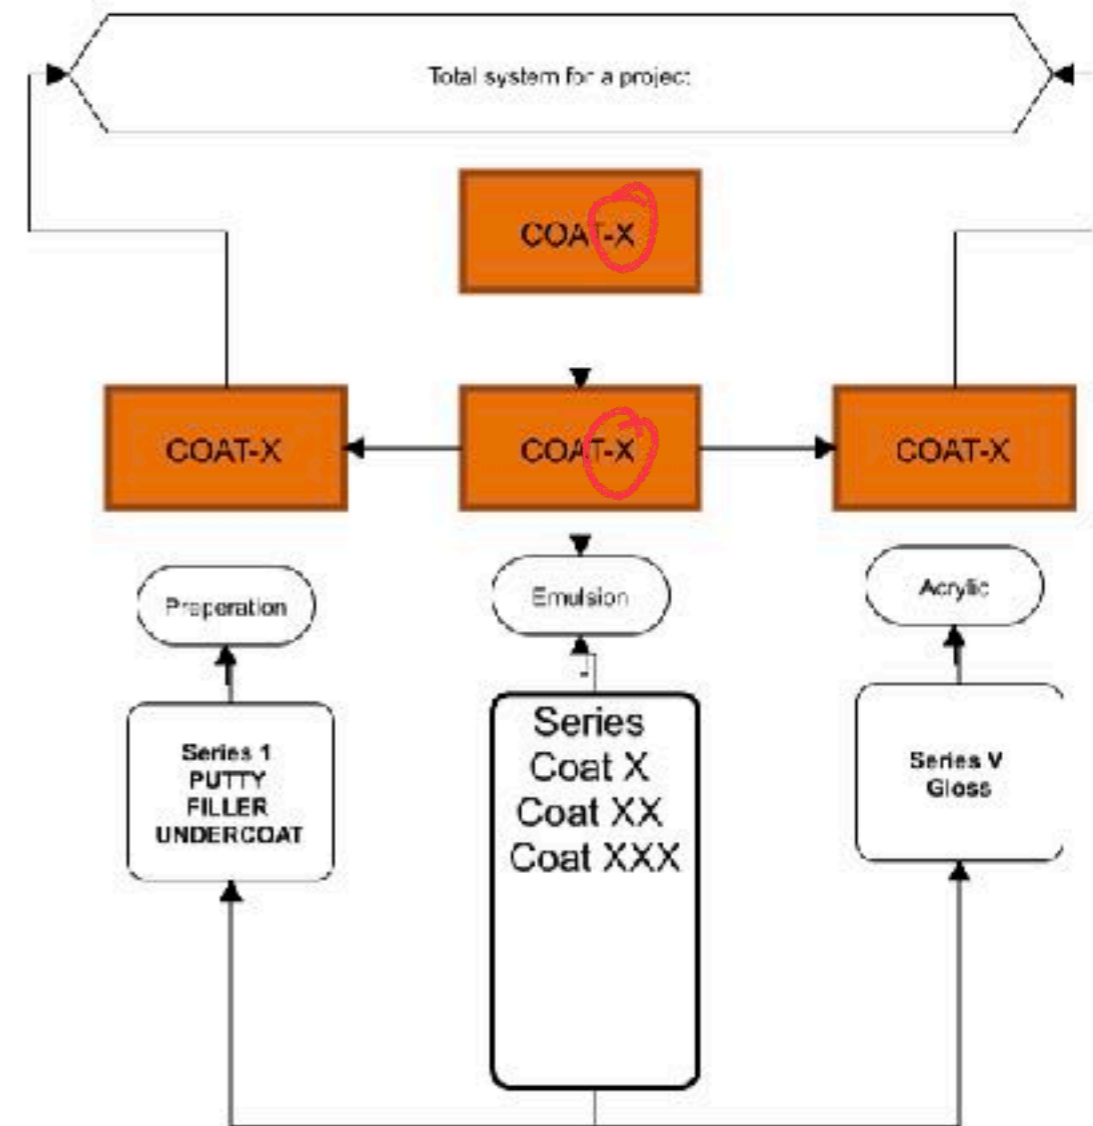 Total system for a project
COAT-X
COAT-X
COAT-X
COAT-X
Preperation
Emulsion
Acrylic
Series 1
PUTTY
FILLER
UNDERCOAT
Series
Coat X
Coat XX
Coat XXX
Series V
Gloss